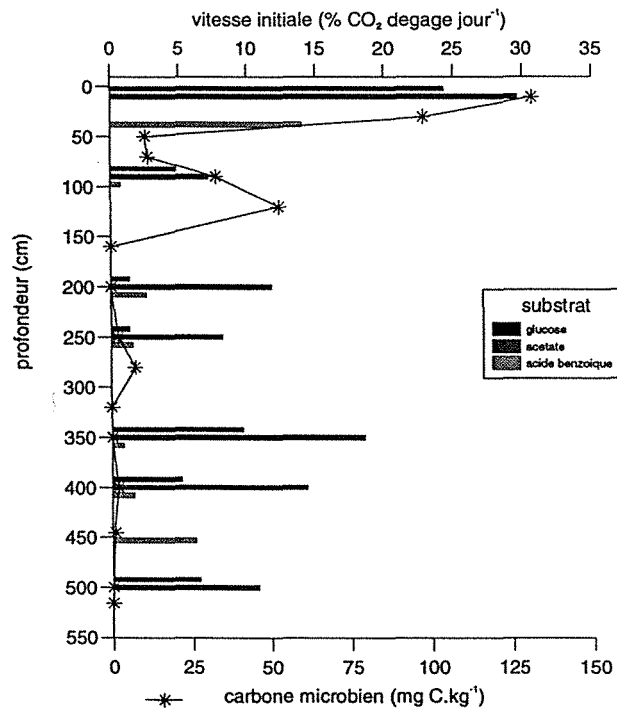 vitesse initiale (% CO₂ degage jour⁻¹)
0 5 10 15 20 25 30 35
profondeur (cm)
0
50
100
150
200
250
300
350
400
450
500
550
substrat
glucose
acetate
acide benzoique
0 25 50 75 100 125 150
carbone microbien (mg C.kg⁻¹)